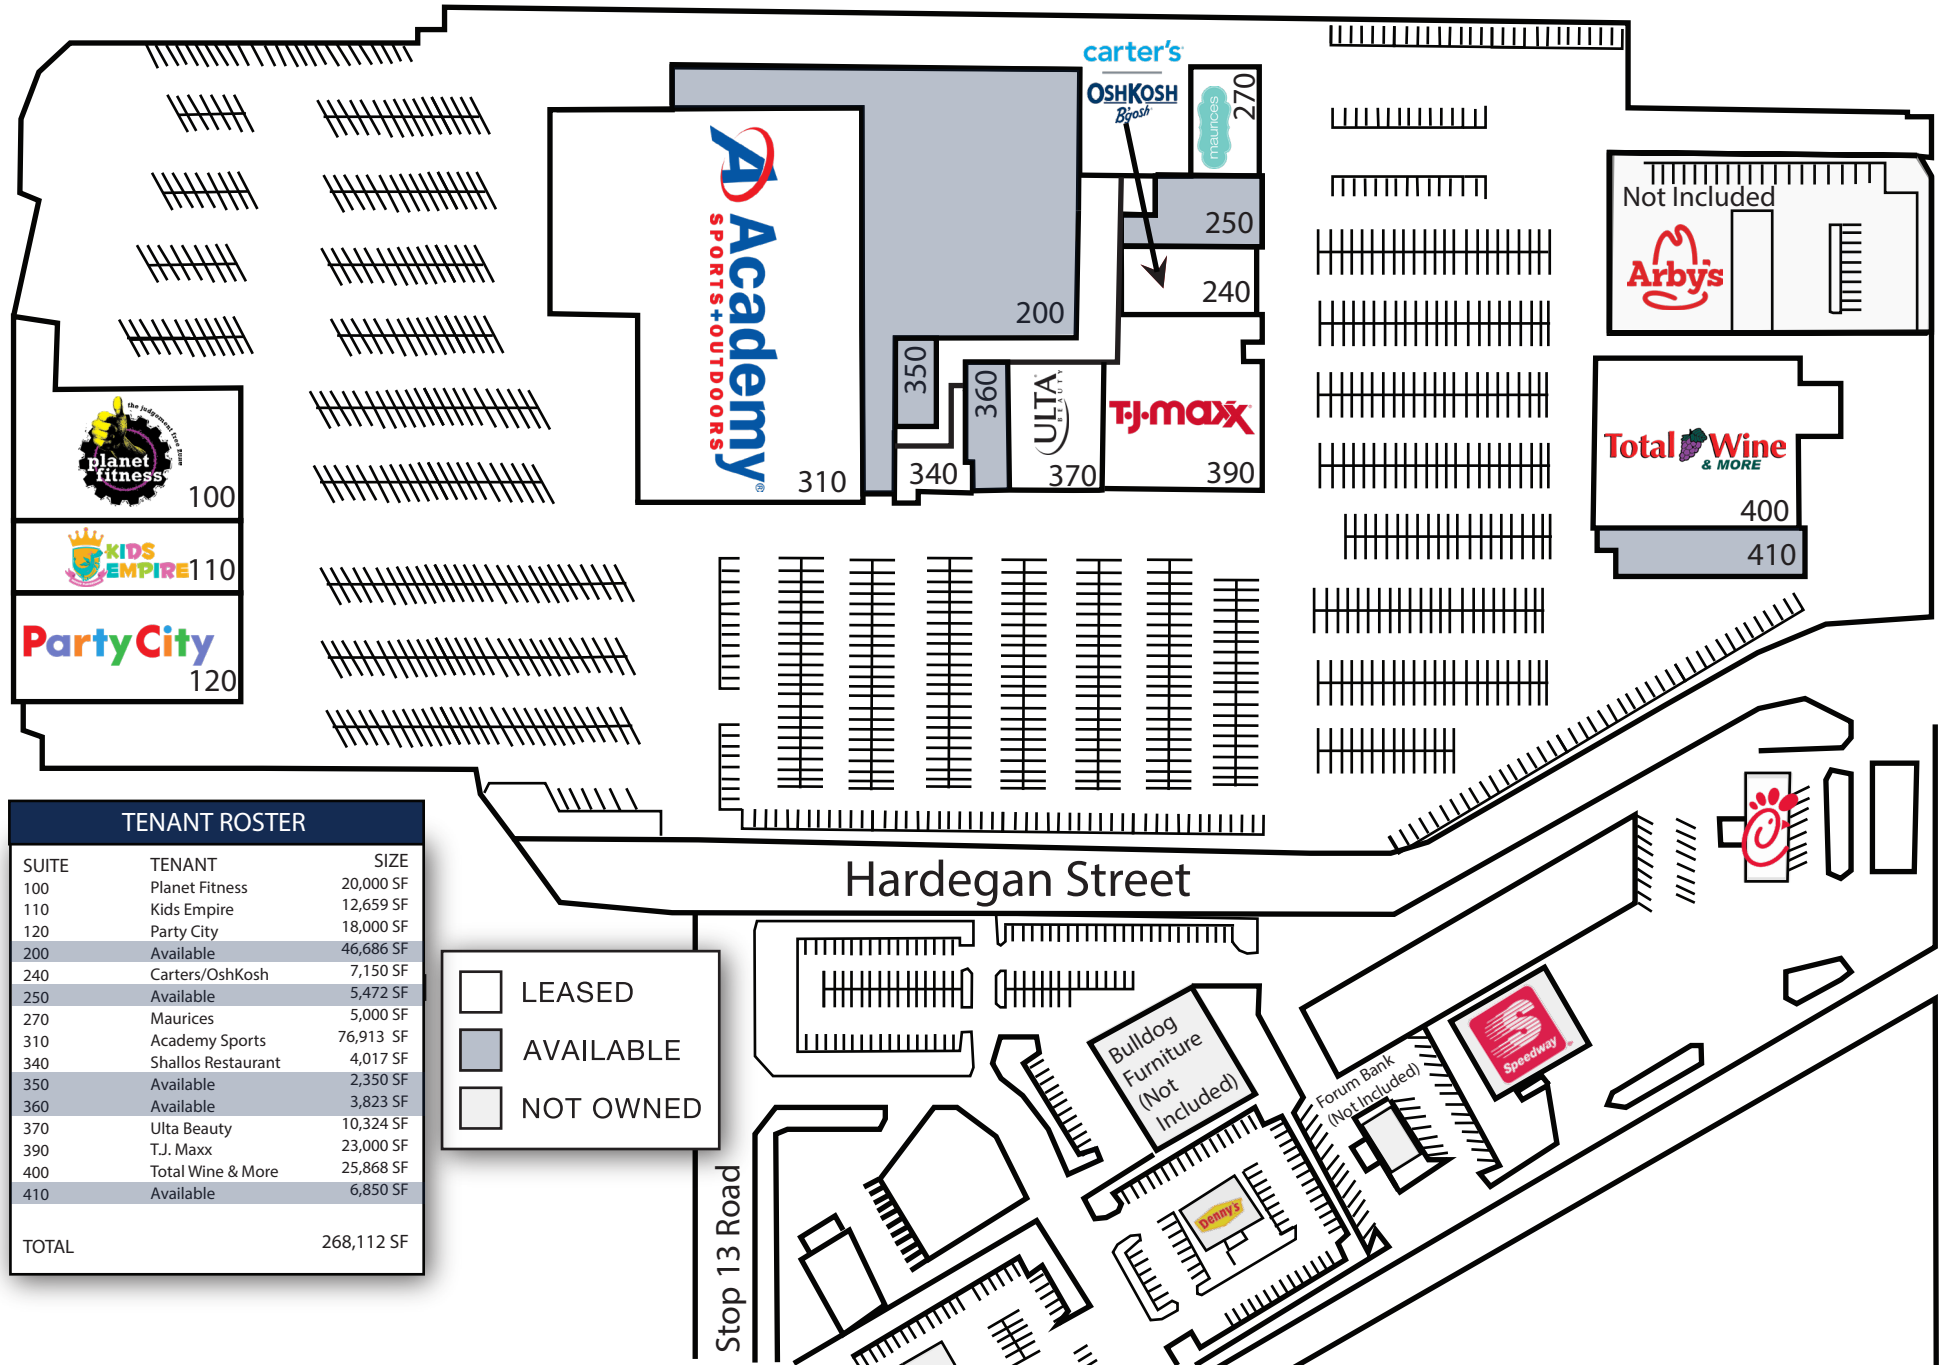 carter's
OSHKOSH
B'gosh
maurices
270
Not Included
Arby's
250
240
200
Academy
SPORTS+OUTDOORS
310
350
360
340
ULTA
BEAUTY
370
T·J·maxx
390
the judgement free zone
planet
fitness
100
KIDS
EMPIRE
110
Party City
120
Total Wine
& MORE
400
410
Hardegan Street
TENANT ROSTER
SUITE TENANT SIZE
100 Planet Fitness 20,000 SF
110 Kids Empire 12,659 SF
120 Party City 18,000 SF
200 Available 46,686 SF
240 Carters/OshKosh 7,150 SF
250 Available 5,472 SF
270 Maurices 5,000 SF
310 Academy Sports 76,913 SF
340 Shallos Restaurant 4,017 SF
350 Available 2,350 SF
360 Available 3,823 SF
370 Ulta Beauty 10,324 SF
390 T.J. Maxx 23,000 SF
400 Total Wine & More 25,868 SF
410 Available 6,850 SF
TOTAL 268,112 SF
LEASED
AVAILABLE
NOT OWNED
Stop 13 Road
Bulldog
Furniture
(Not
Included)
Forum Bank
(Not Included)
Speedway
Denny's